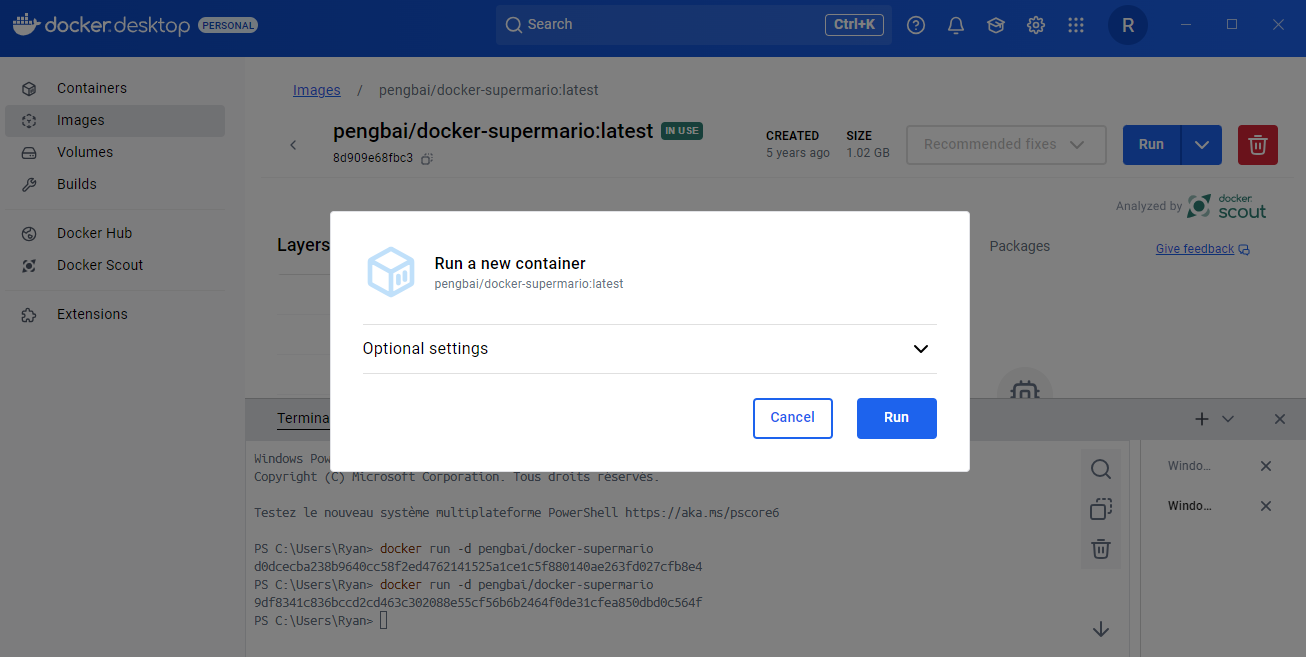 docker.desktop PERSONAL
Search
Ctrl+K
R
Containers
Images
Volumes
Builds
Docker Hub
Docker Scout
Extensions
Images / pengbai/docker-supermario:latest
pengbai/docker-supermario:latest IN USE
8d909e68fbc3
CREATED
5 years ago
SIZE
1.02 GB
Recommended fixes
Run
Analyzed by docker scout
Layers
Packages
Give feedback
Run a new container
pengbai/docker-supermario:latest
Optional settings
Cancel
Run
Termina
Windows Pow
Copyright (C) Microsoft Corporation. Tous droits réservés.
Testez le nouveau système multiplateforme PowerShell https://aka.ms/pscore6
PS C:\Users\Ryan> docker run -d pengbai/docker-supermario
d0dcecba238b9640cc58f2ed4762141525a1ce1c5f880140ae263fd027cfb8e4
PS C:\Users\Ryan> docker run -d pengbai/docker-supermario
9df8341c836bccd2cd463c302088e55cf56b6b2464f0de31cfea850dbd0c564f
PS C:\Users\Ryan>
Windo...
Windo...